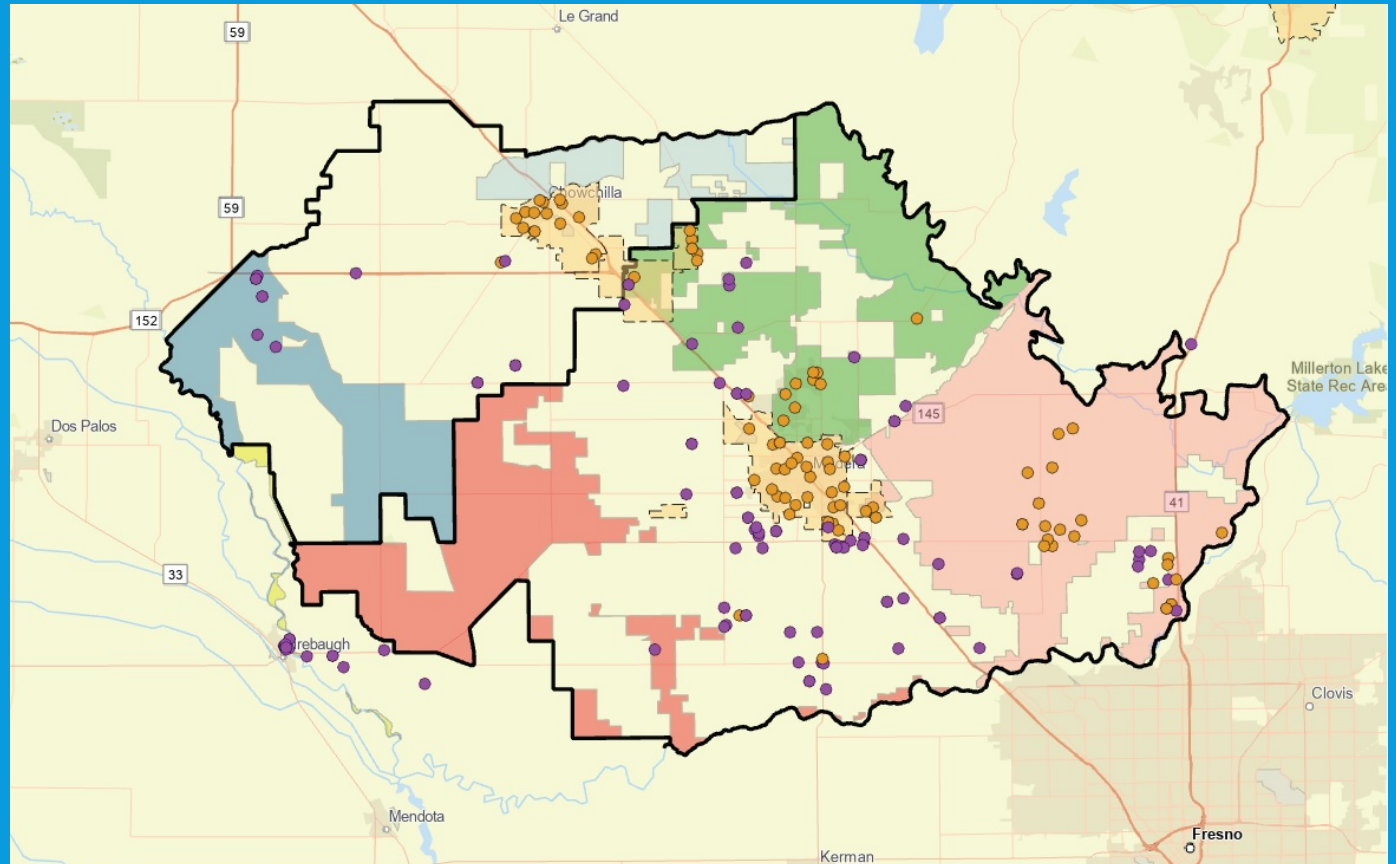 Le Grand
59
Chowchilla
59
152
Millerton Lake
State Rec Area
145
Dos Palos
Madera
41
33
Clovis
Mendota
Fresno
Kerman